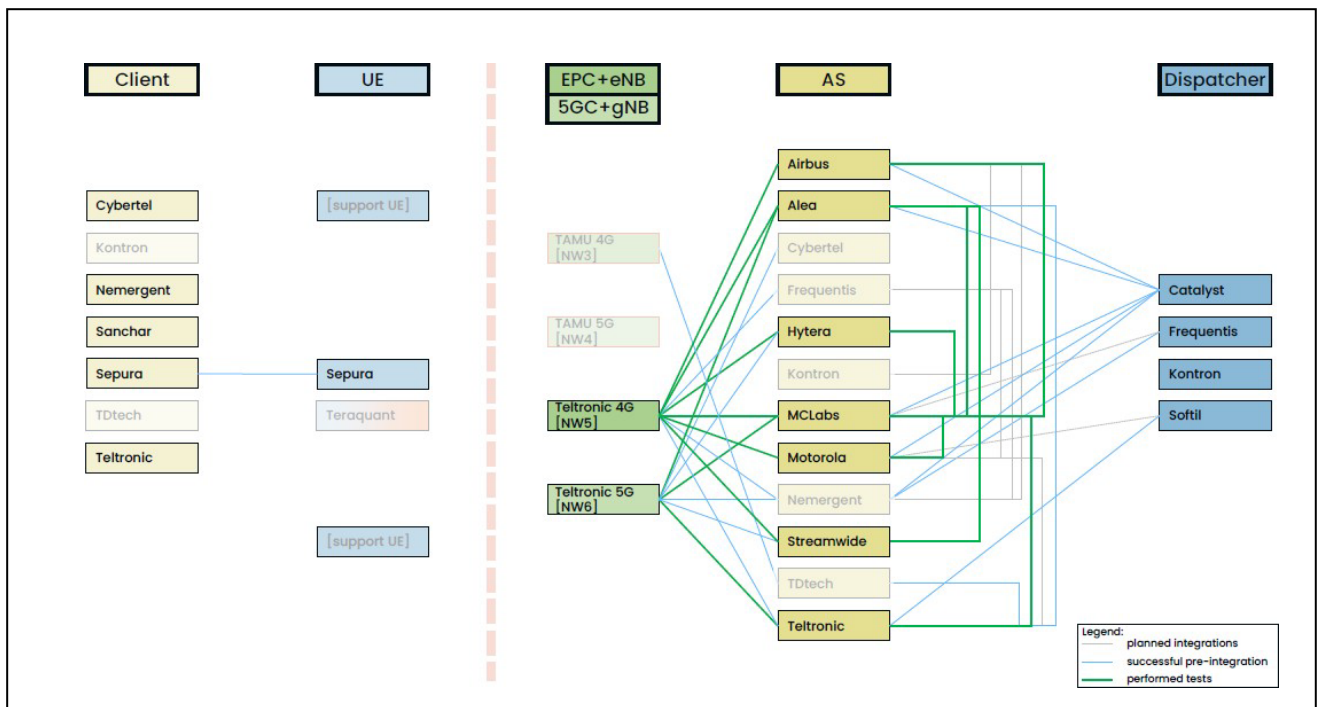 Client
UE
EPC+eNB
5GC+gNB
AS
Dispatcher
Cybertel
Kontron
Nemergent
Sanchar
Sepura
TDtech
Teltronic
[support UE]
Sepura
Teraquant
[support UE]
TAMU 4G
[NW3]
TAMU 5G
[NW4]
Teltronic 4G
[NW5]
Teltronic 5G
[NW6]
Airbus
Alea
Cybertel
Frequentis
Hytera
Kontron
MCLabs
Motorola
Nemergent
Streamwide
TDtech
Teltronic
Catalyst
Frequentis
Kontron
Softil
Legend:
planned integrations
successful pre-integration
performed tests